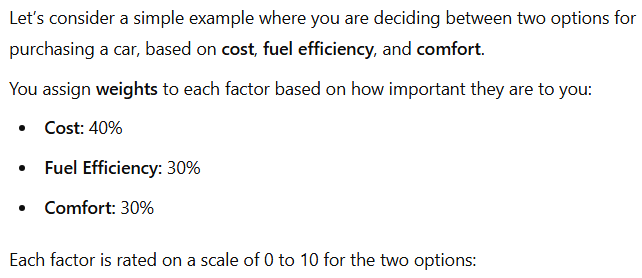 Let’s consider a simple example where you are deciding between two options for
purchasing a car, based on cost, fuel efficiency, and comfort.
You assign weights to each factor based on how important they are to you:
• Cost: 40%
• Fuel Efficiency: 30%
• Comfort: 30%
Each factor is rated on a scale of 0 to 10 for the two options: